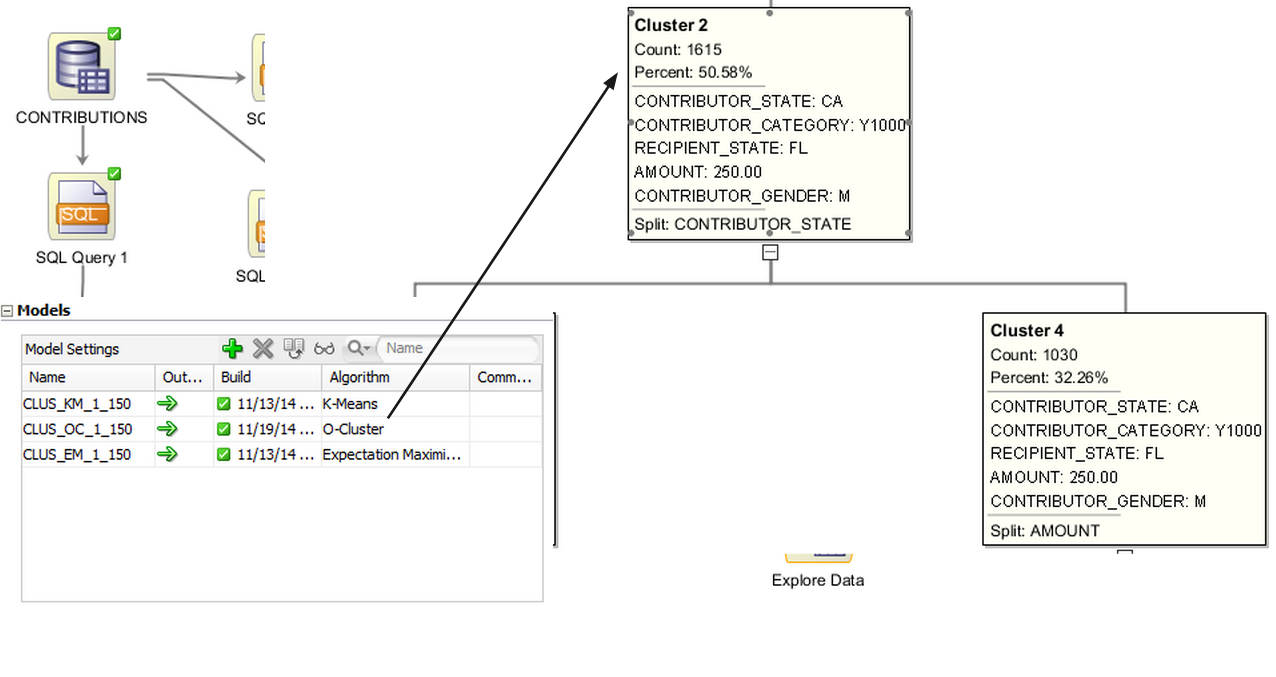 CONTRIBUTIONS
SQL
SQL Query 1
SQL
Models
Model Settings
Name
Name Out... Build Algorithm Comm...
CLUS_KM_1_150 11/13/14 ... K-Means
CLUS_OC_1_150 11/19/14 ... O-Cluster
CLUS_EM_1_150 11/13/14 ... Expectation Maximi...
Cluster 2
Count: 1615
Percent: 50.58%
CONTRIBUTOR_STATE: CA
CONTRIBUTOR_CATEGORY: Y1000
RECIPIENT_STATE: FL
AMOUNT: 250.00
CONTRIBUTOR_GENDER: M
Split: CONTRIBUTOR_STATE
Cluster 4
Count: 1030
Percent: 32.26%
CONTRIBUTOR_STATE: CA
CONTRIBUTOR_CATEGORY: Y1000
RECIPIENT_STATE: FL
AMOUNT: 250.00
CONTRIBUTOR_GENDER: M
Split: AMOUNT
Explore Data